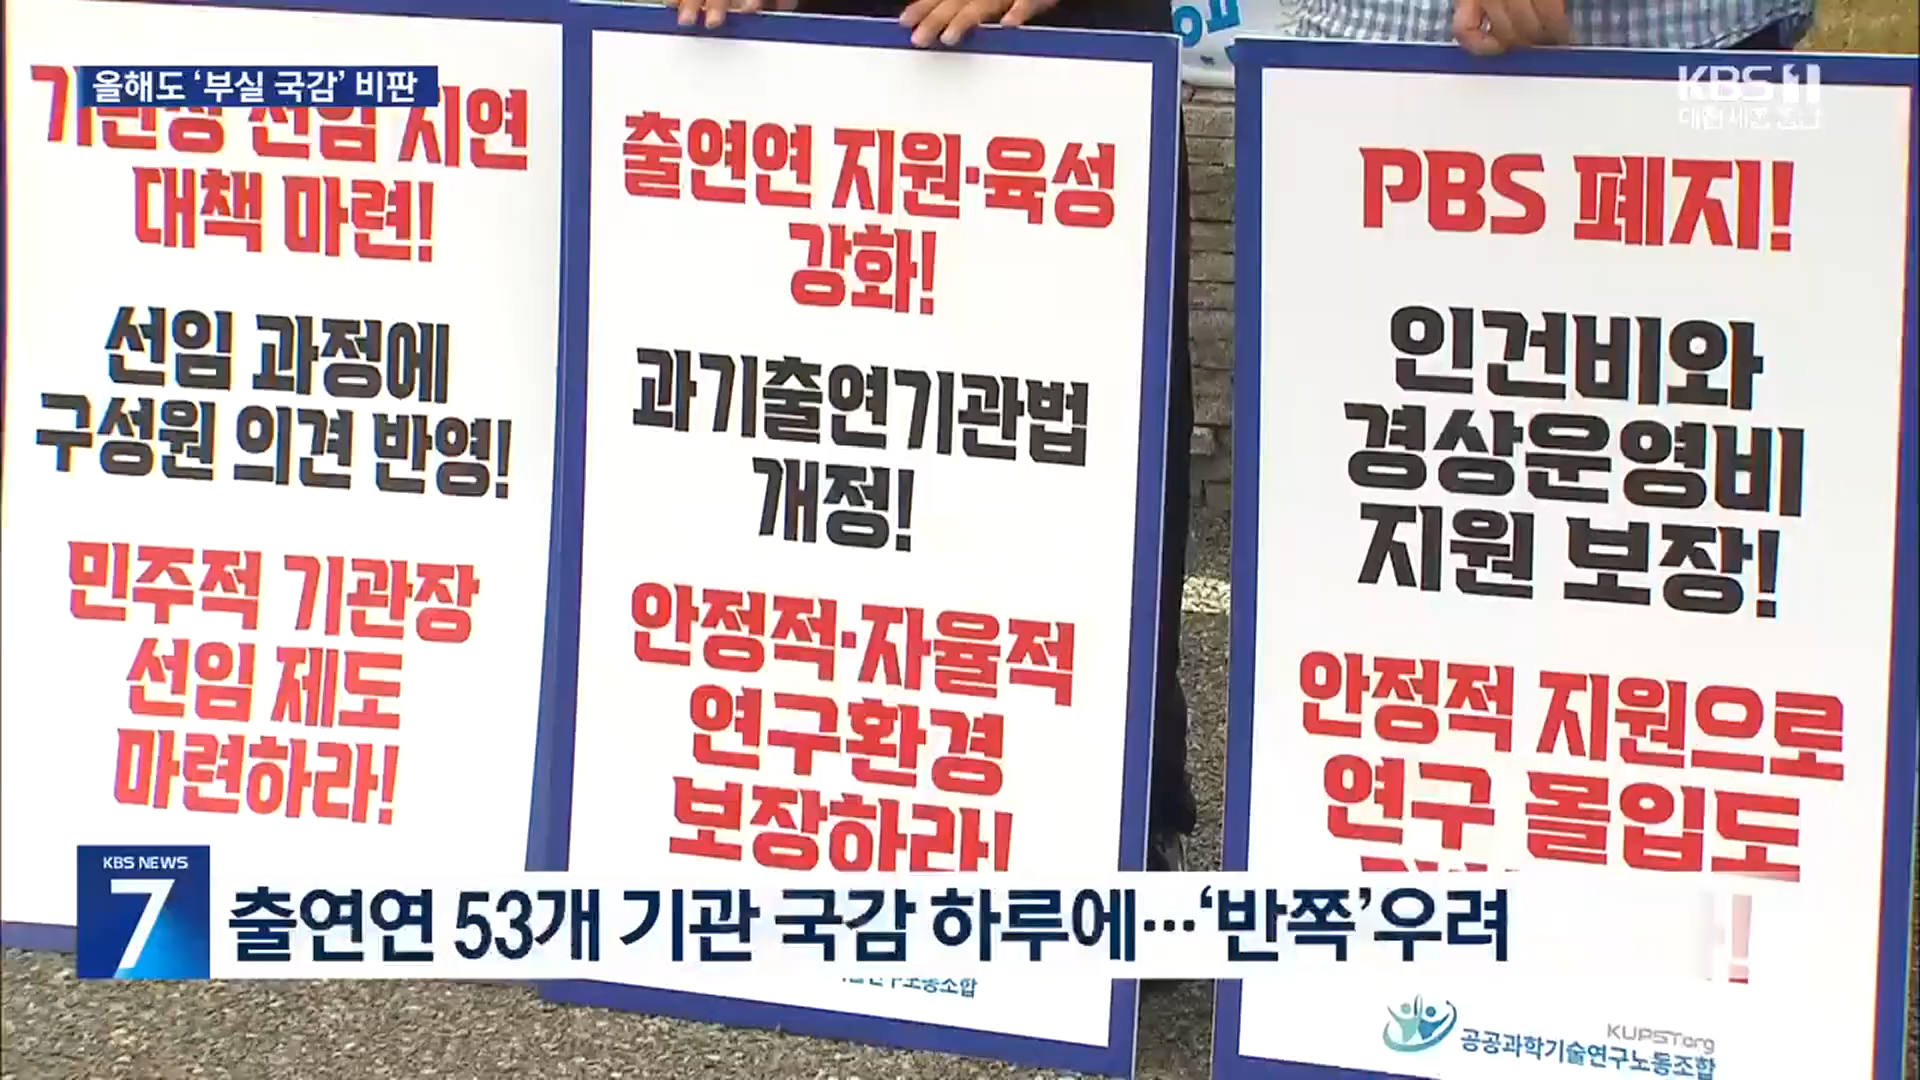 올해도 ‘부실 국감’ 비판
KBS 1
대전 세종 충남
기관장 선임 지연
대책 마련!
선임 과정에
구성원 의견 반영!
민주적 기관장
선임 제도
마련하라!
출연연 지원·육성
강화!
과기출연기관법
개정!
안정적·자율적
연구환경
보장하라!
PBS 폐지!
인건비와
경상운영비
지원 보장!
안정적 지원으로
연구 몰입도
KBS NEWS
7
출연연 53개 기관 국감 하루에…‘반쪽’우려
KUPST.org
공공과학기술연구노동조합